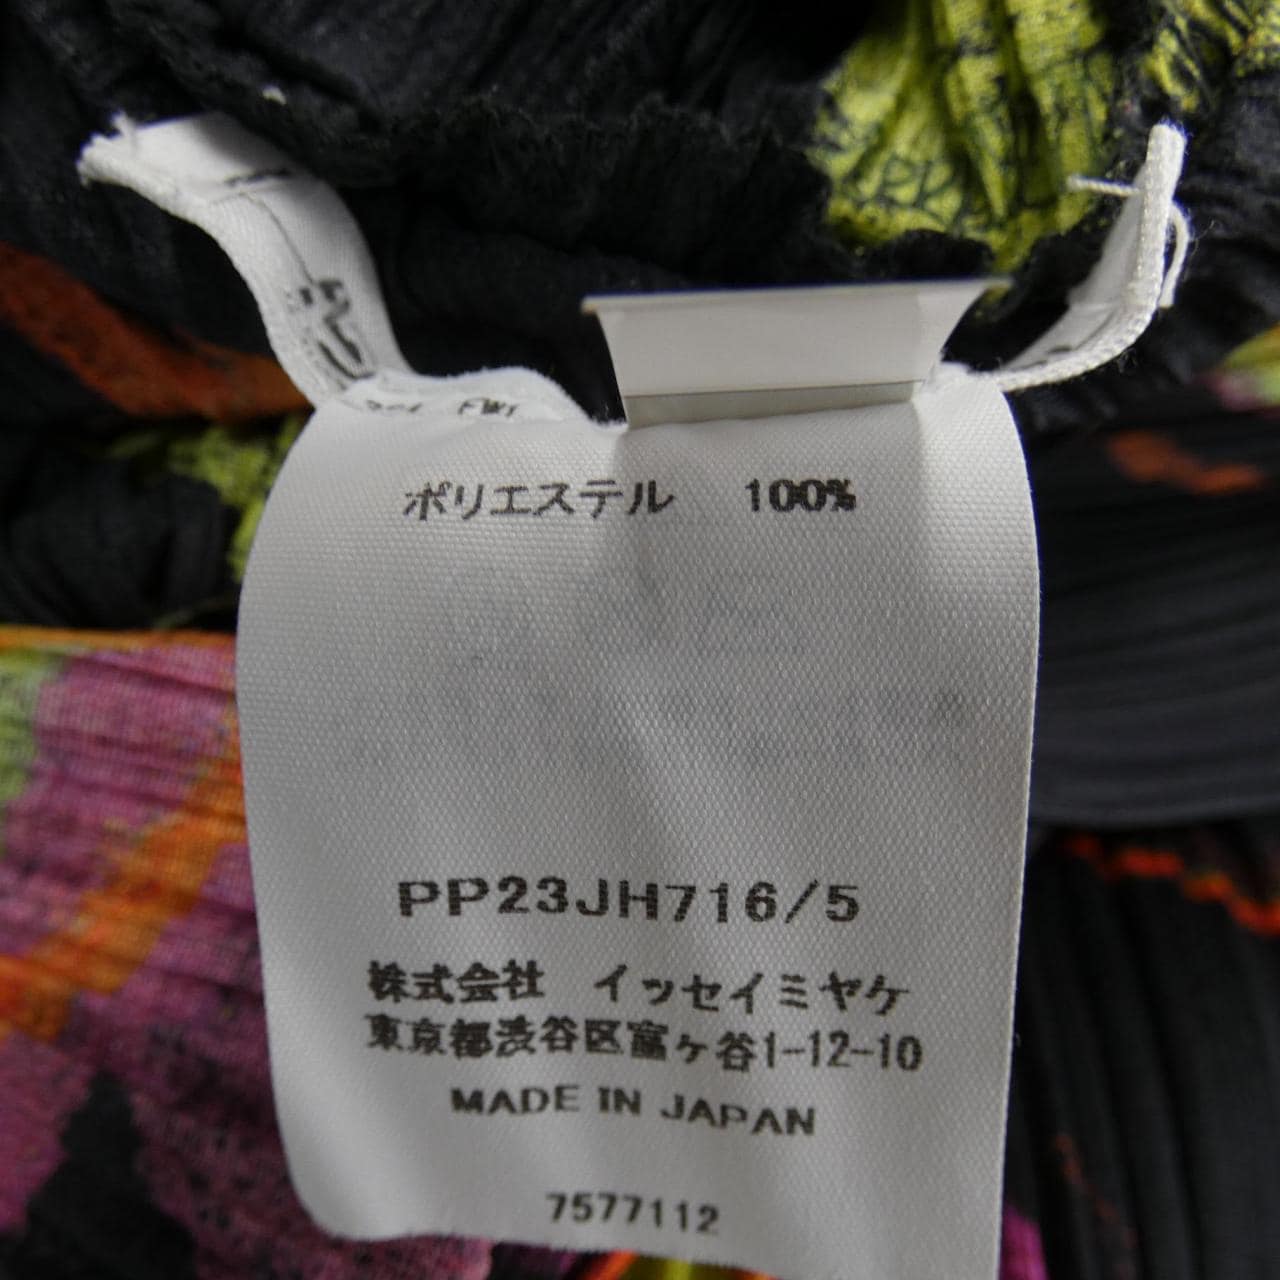 ポリエステル 100%
PP23JH716/5
株式会社 イッセイミヤケ
東京都渋谷区富ヶ谷1-12-10
MADE IN JAPAN
7577112